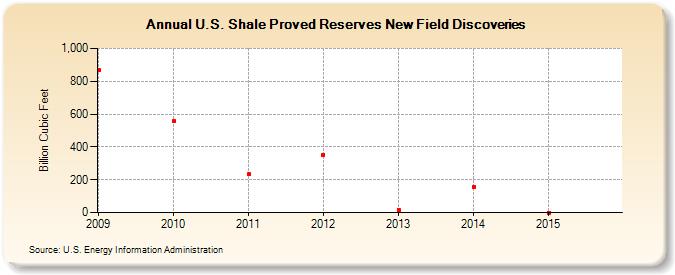 Annual U.S. Shale Proved Reserves New Field Discoveries
Billion Cubic Feet
1,000
800
600
400
200
0
2009 2010 2011 2012 2013 2014 2015
Source: U.S. Energy Information Administration